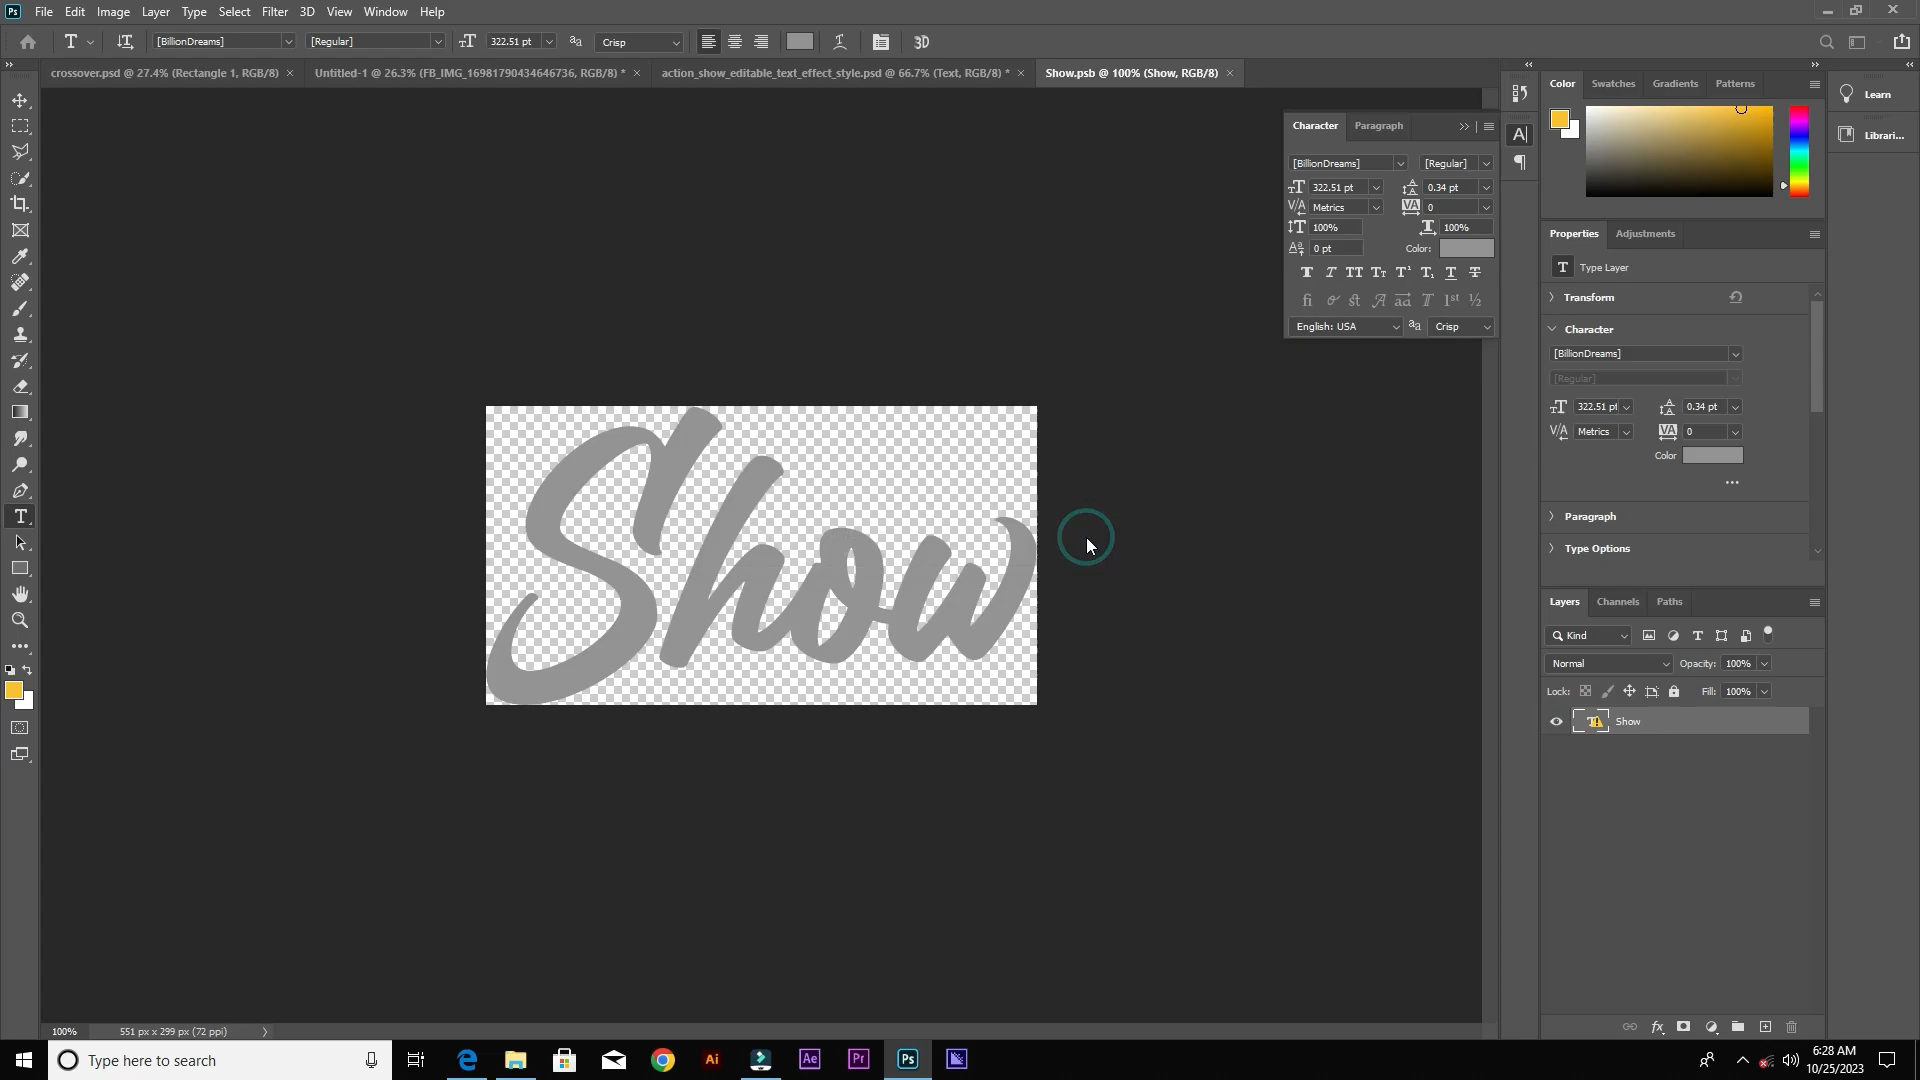 Ps File Edit Image Layer Type Select Filter 3D View Window Help
[BillionDreams] [Regular] 322.51 pt Crisp 3D
crossover.psd @ 27.4% (Rectangle 1, RGB/8) × Untitled-1 @ 26.3% (FB_IMG_16981790434646736, RGB/8) * × action_show_editable_text_effect_style.psd @ 66.7% (Text, RGB/8) * × Show.psb @ 100% (Show, RGB/8) ×
Character Paragraph
[BillionDreams] [Regular]
322.51 pt 0.34 pt
Metrics 0
100% 100%
0 pt Color:
English: USA Crisp
Color Swatches Gradients Patterns
Learn
Librari...
Properties Adjustments
Type Layer
Transform
Character
[BillionDreams]
[Regular]
322.51 pt 0.34 pt
Metrics 0
Color
Paragraph
Type Options
Layers Channels Paths
Kind
Normal Opacity: 100%
Lock: Fill: 100%
Show
Show
100% 551 px x 299 px (72 ppi)
Type here to search
Ai Ae Pr Ps
6:28 AM
10/25/2023